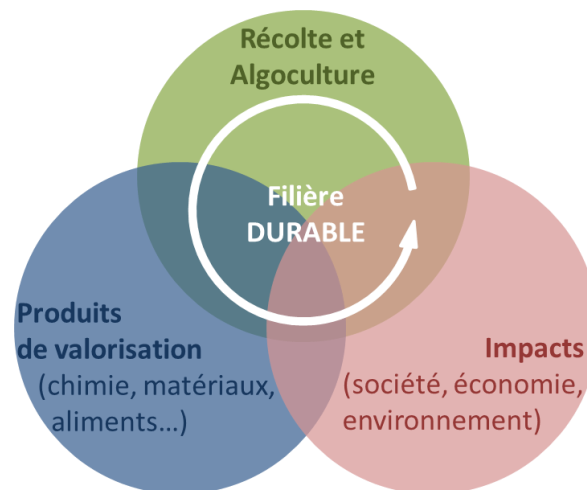 Récolte et
Algoculture
Filière
DURABLE
Produits
de valorisation
(chimie, matériaux,
aliments...)
Impacts
(société, économie,
environnement)